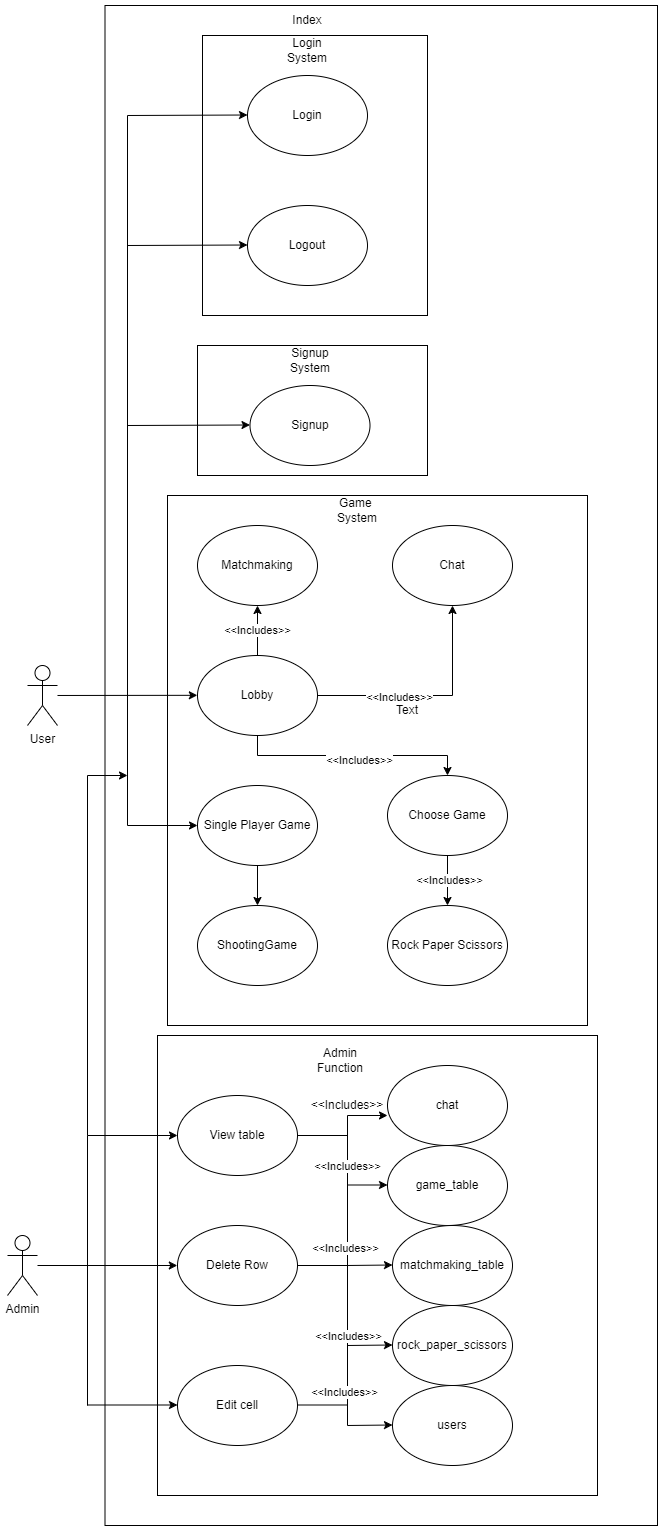 Index
Login
System
Login
Logout
Signup
System
Signup
Game
System
Matchmaking
Chat
<<Includes>>
Lobby
<<Includes>>
Text
User
<<Includes>>
Single Player Game
Choose Game
<<Includes>>
ShootingGame
Rock Paper Scissors
Admin
Function
<<Includes>>
chat
View table
<<Includes>>
game_table
<<Includes>>
Delete Row
matchmaking_table
Admin
<<Includes>>
rock_paper_scissors
<<Includes>>
Edit cell
users